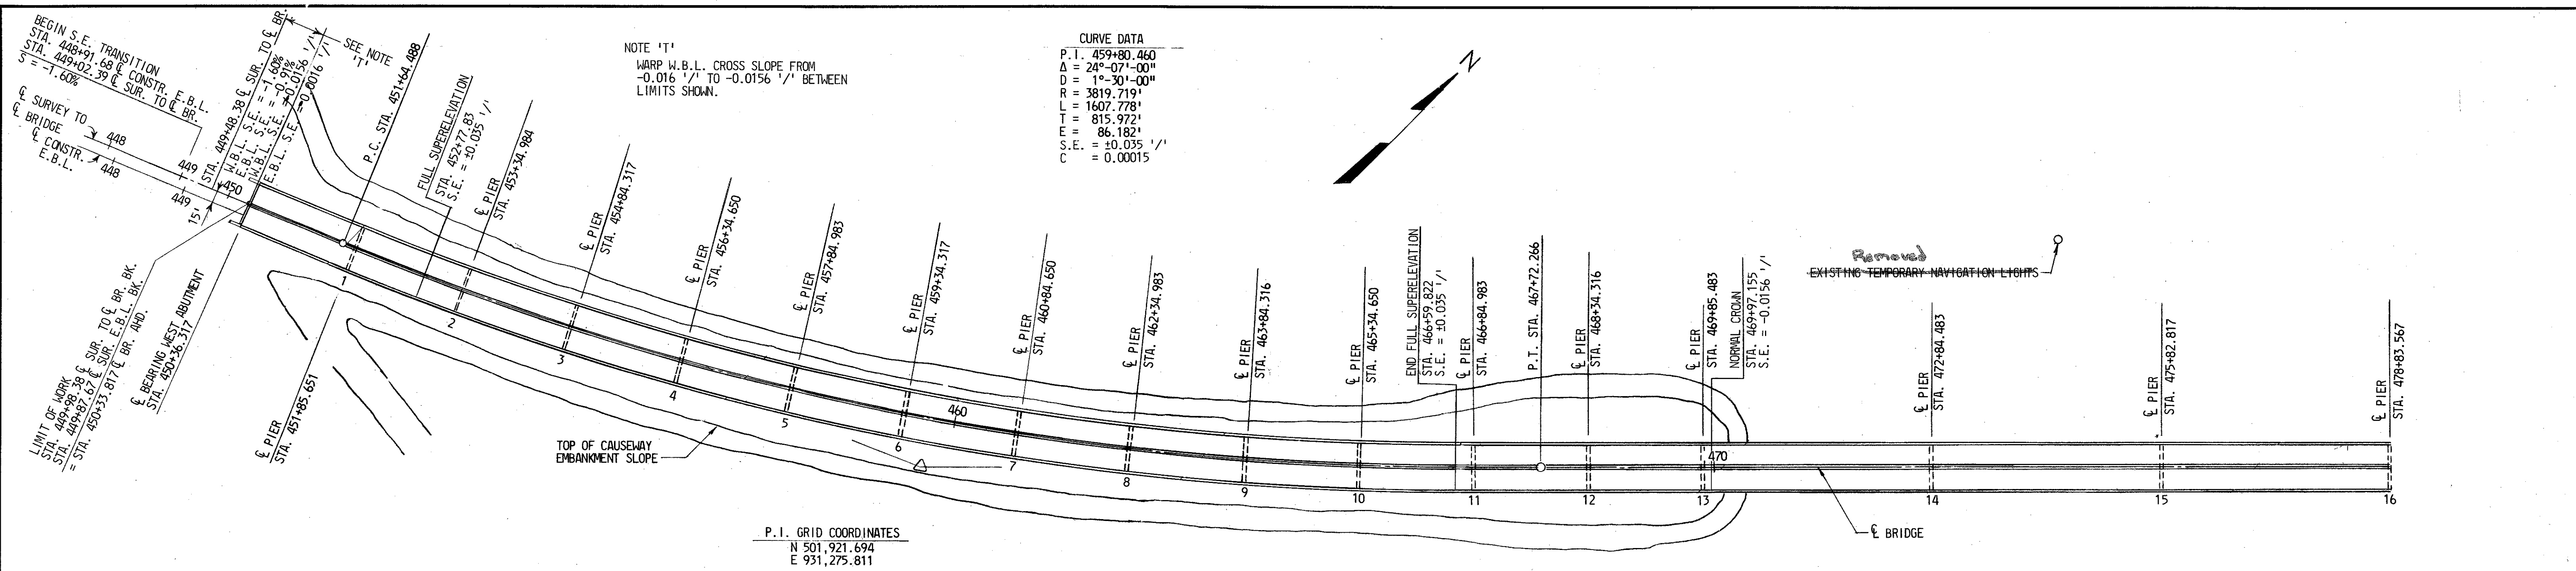 BEGIN S.E. TRANSITION
STA. 448+91.68 ℄ CONSTR. E.B.L.
STA. 449+02.39 ℄ SUR. TO ℄ BR.
S = -1.60%
℄ SURVEY TO
℄ BRIDGE
℄ CONSTR.
E.B.L.
448
448
449
449
450
15'
STA. 449+48.38 ℄ SUR. TO ℄ BR.
W.B.L. S.E. = -1.60%
E.B.L. S.E. = -0.91%
W.B.L. S.E. = +0.0156 '/'
E.B.L. S.E. = +0.0016 '/'
SEE NOTE
'T'
P.C. STA. 451+64.488
FULL SUPERELEVATION
STA. 452+77.83
S.E. = ±0.035 '/'
NOTE 'T'
WARP W.B.L. CROSS SLOPE FROM
-0.016 '/' TO -0.0156 '/' BETWEEN
LIMITS SHOWN.
CURVE DATA
P.I. 459+80.460
Δ = 24°-07'-00"
D = 1°-30'-00"
R = 3819.719'
L = 1607.778'
T = 815.972'
E = 86.182'
S.E. = ±0.035 '/'
C = 0.00015
N
LIMIT OF WORK
STA. 449+98.38 ℄ SUR. TO ℄ BR. BK.
STA. 449+87.67 ℄ SUR. E.B.L. BK.
= STA. 450+33.817 ℄ BR. AHD.
℄ BEARING WEST ABUTMENT
STA. 450+36.317
℄ PIER
STA. 451+85.651
℄ PIER
STA. 453+34.984
℄ PIER
STA. 454+84.317
℄ PIER
STA. 456+34.650
℄ PIER
STA. 457+84.983
℄ PIER
STA. 459+34.317
℄ PIER
STA. 460+84.650
℄ PIER
STA. 462+34.983
℄ PIER
STA. 463+84.316
℄ PIER
STA. 465+34.650
END FULL SUPERELEVATION
STA. 466+59.822
S.E. = ±0.035 '/'
℄ PIER
STA. 466+84.983
P.T. STA. 467+72.266
℄ PIER
STA. 468+34.316
℄ PIER
STA. 469+85.483
NORMAL CROWN
STA. 469+97.155
S.E. = -0.0156 '/'
Removed
EXISTING TEMPORARY NAVIGATION LIGHTS
℄ PIER
STA. 472+84.483
℄ PIER
STA. 475+82.817
℄ PIER
STA. 478+83.567
1
2
3
4
5
6
7
8
9
10
11
12
13
14
15
16
460
470
TOP OF CAUSEWAY
EMBANKMENT SLOPE
℄ BRIDGE
P.I. GRID COORDINATES
N 501,921.694
E 931,275.811